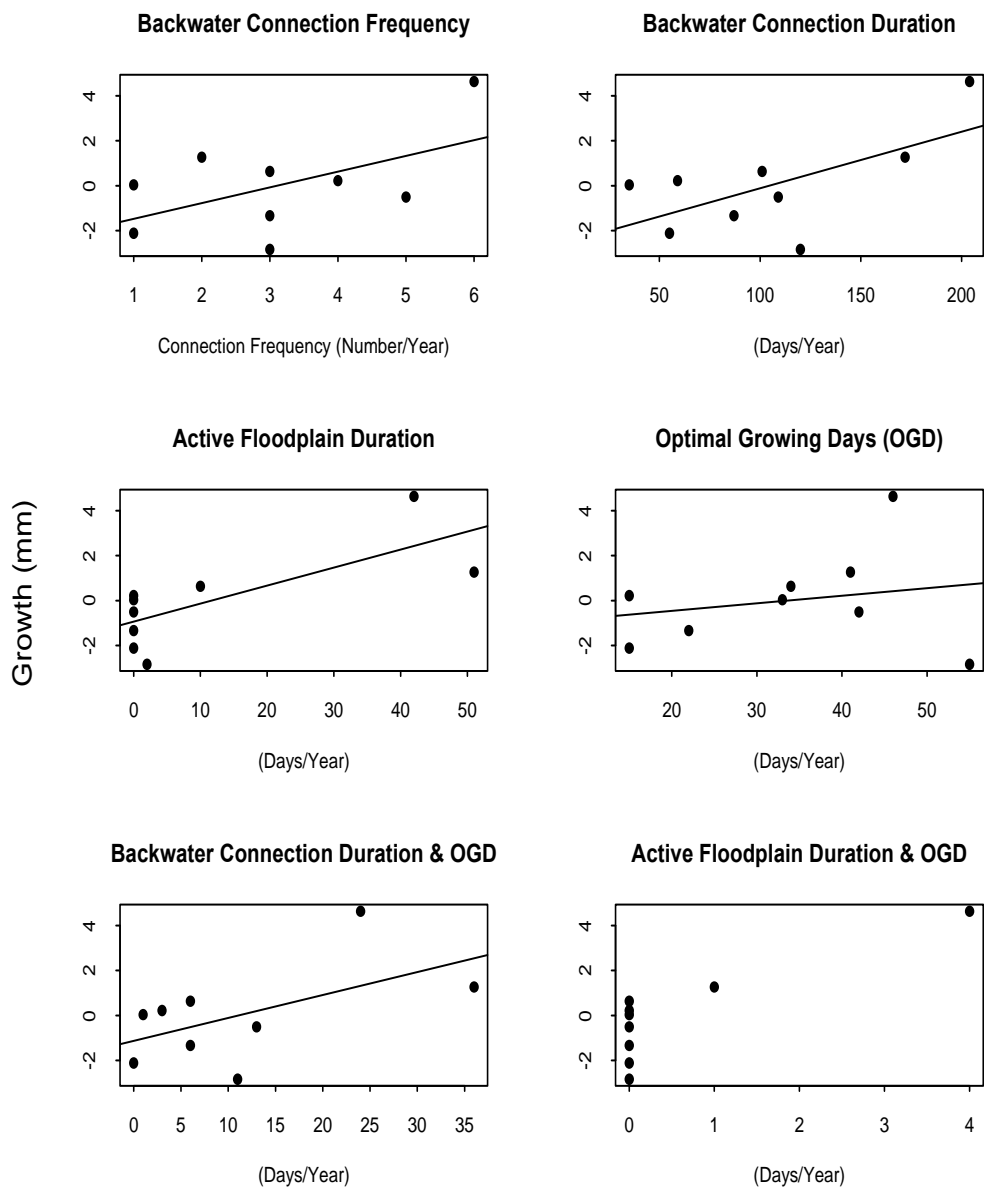 Backwater Connection Frequency
-2 0 2 4
1 2 3 4 5 6
Connection Frequency (Number/Year)
Backwater Connection Duration
-2 0 2 4
50 100 150 200
(Days/Year)
Growth (mm)
Active Floodplain Duration
-2 0 2 4
0 10 20 30 40 50
(Days/Year)
Optimal Growing Days (OGD)
-2 0 2 4
20 30 40 50
(Days/Year)
Backwater Connection Duration & OGD
-2 0 2 4
0 5 10 15 20 25 30 35
(Days/Year)
Active Floodplain Duration & OGD
-2 0 2 4
0 1 2 3 4
(Days/Year)